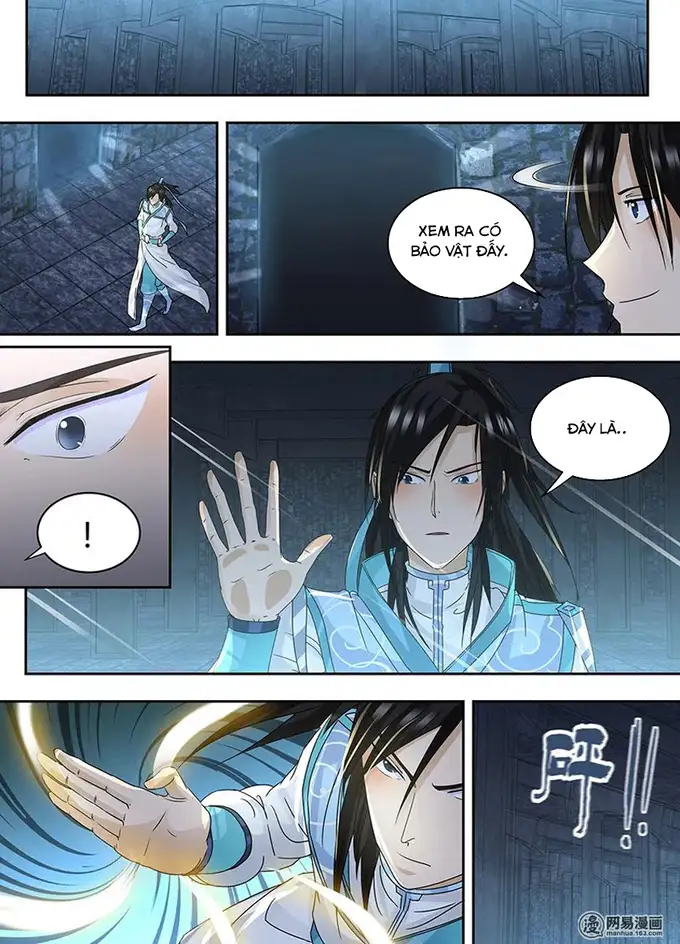 XEM RA CÓ
BẢO VẬT ĐẤY.
ĐÂY LÀ..
!
网易漫画
manhua.163.com